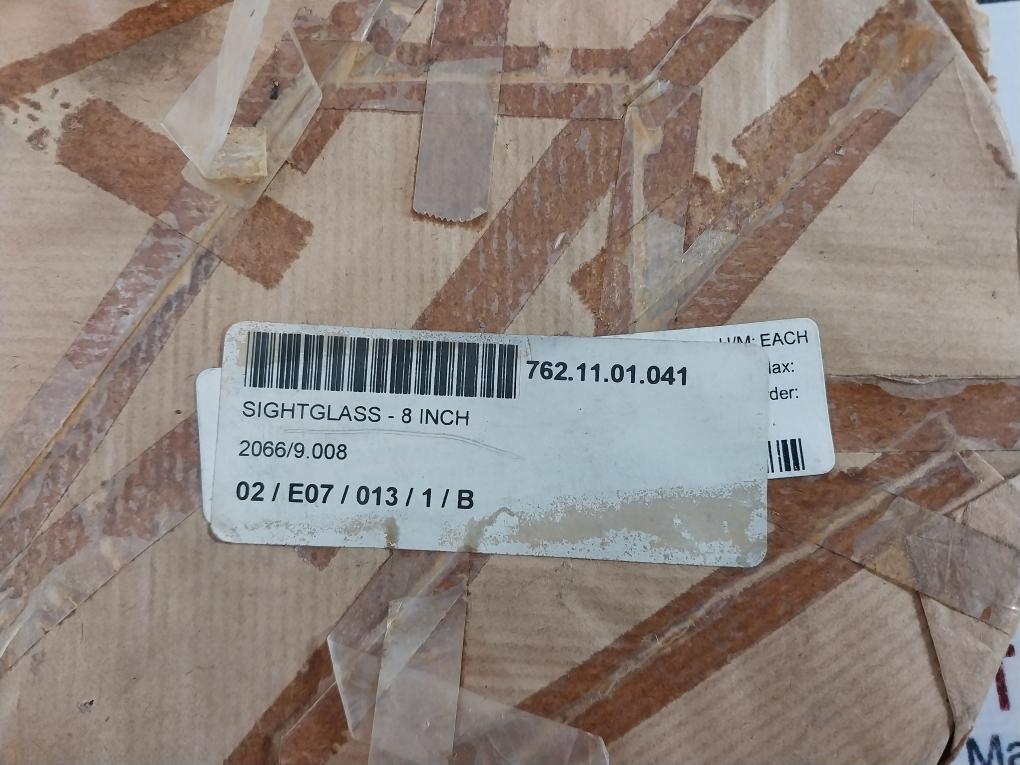 762.11.01.041
SIGHTGLASS - 8 INCH
2066/9.008
02 / E07 / 013 / 1 / B
U/M: EACH